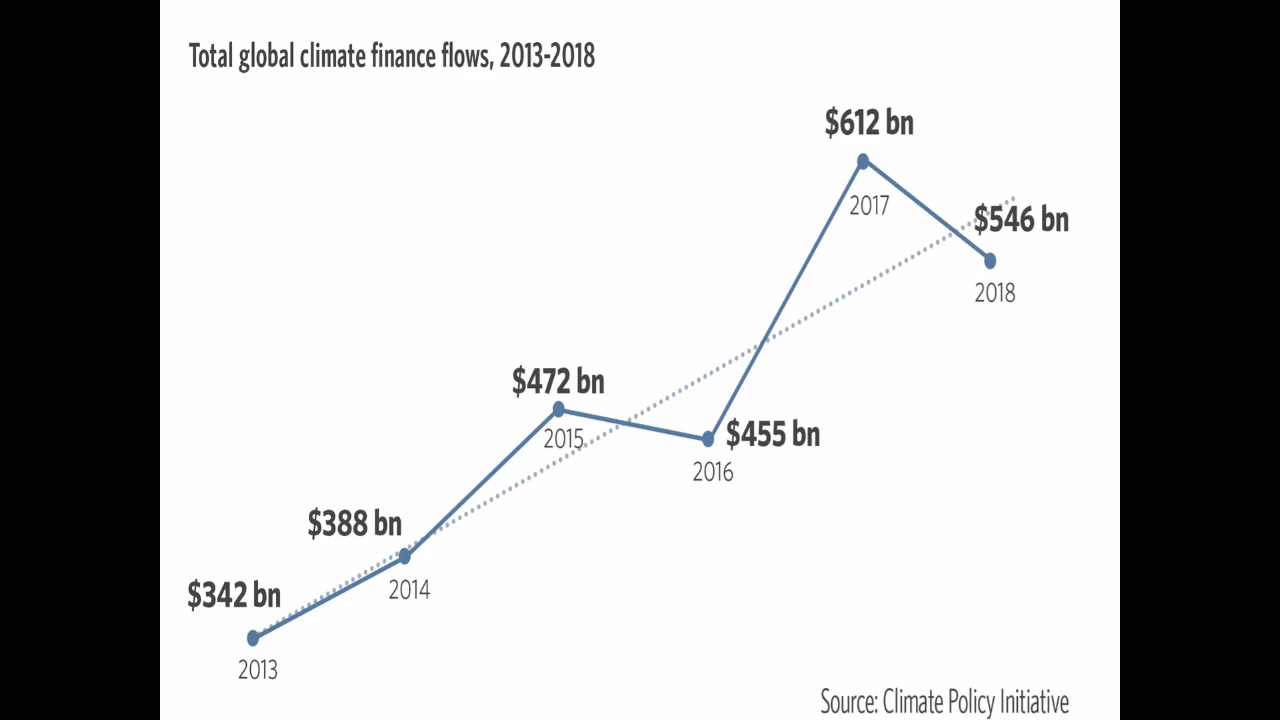 Total global climate finance flows, 2013-2018
$612 bn
2017
$546 bn
2018
$472 bn
2015
$455 bn
2016
$388 bn
2014
$342 bn
2013
Source: Climate Policy Initiative